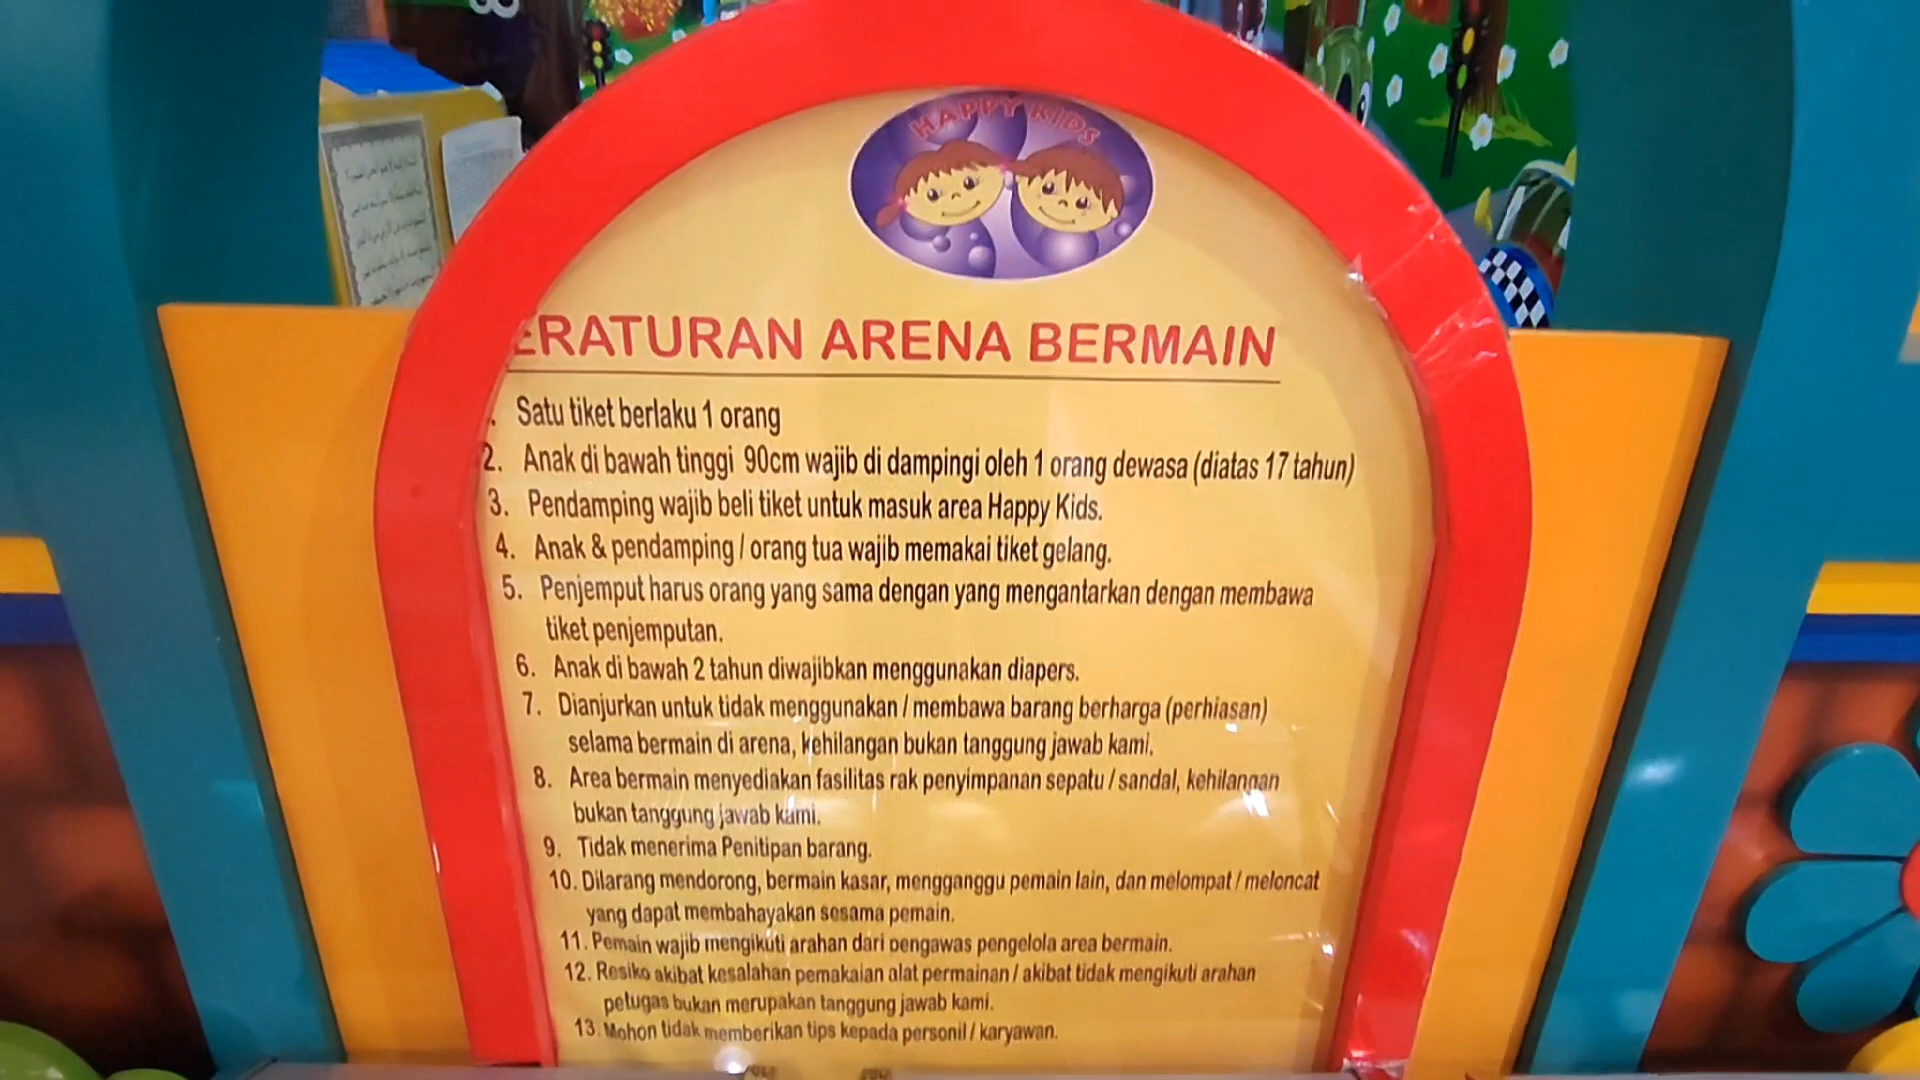 HAPPY KIDS
ERATURAN ARENA BERMAIN
. Satu tiket berlaku 1 orang
2. Anak di bawah tinggi 90cm wajib di dampingi oleh 1 orang dewasa (diatas 17 tahun)
3. Pendamping wajib beli tiket untuk masuk area Happy Kids.
4. Anak & pendamping / orang tua wajib memakai tiket gelang.
5. Penjemput harus orang yang sama dengan yang mengantarkan dengan membawa
tiket penjemputan.
6. Anak di bawah 2 tahun diwajibkan menggunakan diapers.
7. Dianjurkan untuk tidak menggunakan / membawa barang berharga (perhiasan)
selama bermain di arena, kehilangan bukan tanggung jawab kami.
8. Area bermain menyediakan fasilitas rak penyimpanan sepatu / sandal, kehilangan
bukan tanggung jawab kami.
9. Tidak menerima Penitipan barang.
10. Dilarang mendorong, bermain kasar, mengganggu pemain lain, dan melompat / meloncat
yang dapat membahayakan sesama pemain.
11. Pemain wajib mengikuti arahan dari pengawas pengelola area bermain.
12. Resiko akibat kesalahan pemakaian alat permainan / akibat tidak mengikuti arahan
petugas bukan merupakan tanggung jawab kami.
13. Mohon tidak memberikan tips kepada personil / karyawan.